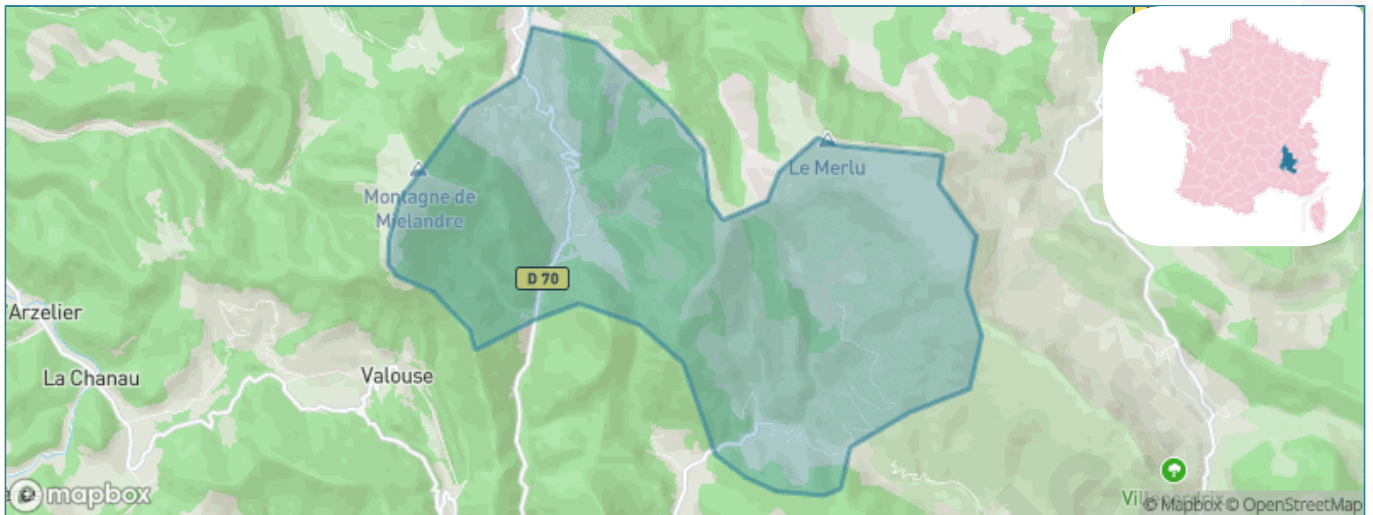 Le Merlu
Montagne de
Mielandre
D 70
'Arzelier
La Chanau
Valouse
mapbox
© Mapbox © OpenStreetMap